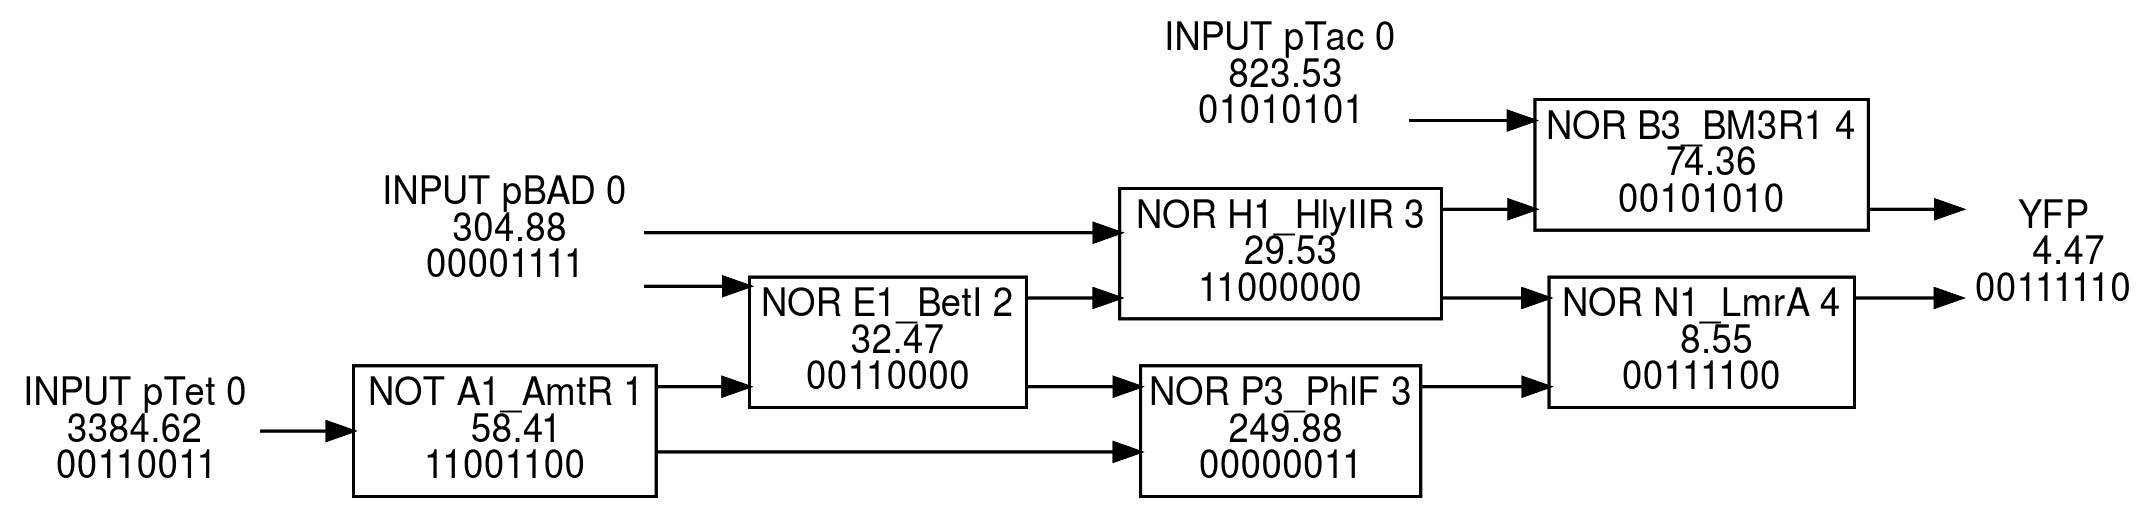 INPUT pTac 0
823.53
01010101
NOR B3_BM3R1 4
74.36
00101010
INPUT pBAD 0
304.88
00001111
NOR H1_HlyIIR 3
29.53
11000000
YFP
4.47
00111110
NOR E1_BetI 2
32.47
00110000
NOR N1_LmrA 4
8.55
00111100
INPUT pTet 0
3384.62
00110011
NOT A1_AmtR 1
58.41
11001100
NOR P3_PhlF 3
249.88
00000011